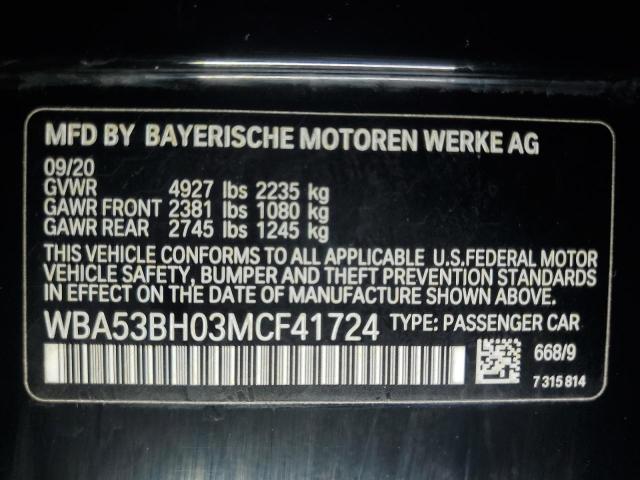 MFD BY BAYERISCHE MOTOREN WERKE AG
09/20
GVWR 4927 lbs 2235 kg
GAWR FRONT 2381 lbs 1080 kg
GAWR REAR 2745 lbs 1245 kg
THIS VEHICLE CONFORMS TO ALL APPLICABLE U.S.FEDERAL MOTOR
VEHICLE SAFETY, BUMPER AND THEFT PREVENTION STANDARDS
IN EFFECT ON THE DATE OF MANUFACTURE SHOWN ABOVE.
WBA53BH03MCF41724 TYPE: PASSENGER CAR
668/9
7 315 814